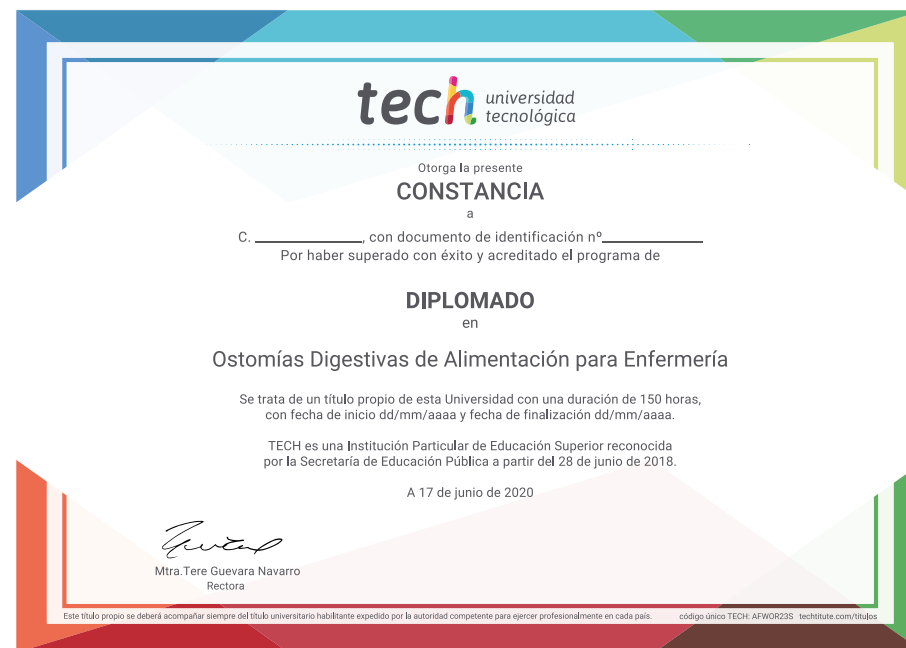 tech universidad
tecnológica
Otorga la presente
CONSTANCIA
a
C. ____________, con documento de identificación nº____________
Por haber superado con éxito y acreditado el programa de
DIPLOMADO
en
Ostomías Digestivas de Alimentación para Enfermería
Se trata de un título propio de esta Universidad con una duración de 150 horas,
con fecha de inicio dd/mm/aaaa y fecha de finalización dd/mm/aaaa.
TECH es una Institución Particular de Educación Superior reconocida
por la Secretaría de Educación Pública a partir del 28 de junio de 2018.
A 17 de junio de 2020
Mtra.Tere Guevara Navarro
Rectora
Este título propio se deberá acompañar siempre del título universitario habilitante expedido por la autoridad competente para ejercer profesionalmente en cada país. código único TECH: AFWOR23S techtitute.com/titulos